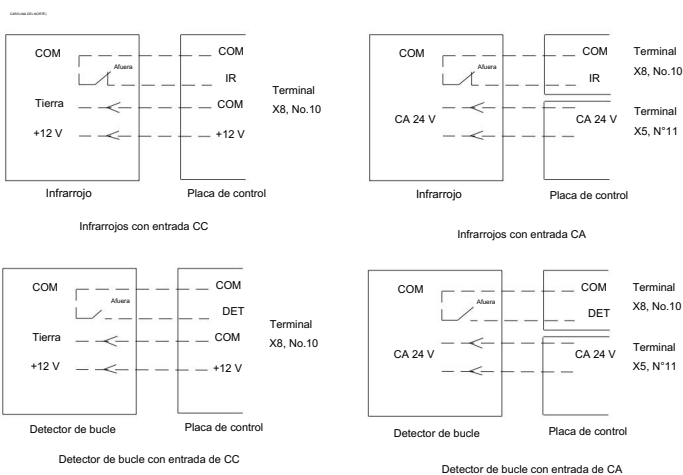 CAROLINA DEL NORTE)
COM
Afuera
Tierra
+12 V
COM
IR
COM
+12 V
Terminal
X8, No.10
Infrarrojo
Placa de control
Infrarrojos con entrada CC
COM
Afuera
CA 24 V
COM
IR
CA 24 V
Terminal
X8, No.10
Terminal
X5, N°11
Infrarrojo
Placa de control
Infrarrojos con entrada CA
COM
Afuera
Tierra
+12 V
COM
DET
COM
+12 V
Terminal
X8, No.10
Detector de bucle
Placa de control
Detector de bucle con entrada de CC
COM
Afuera
CA 24 V
COM
DET
CA 24 V
Terminal
X8, No.10
Terminal
X5, N°11
Detector de bucle
Placa de control
Detector de bucle con entrada de CA